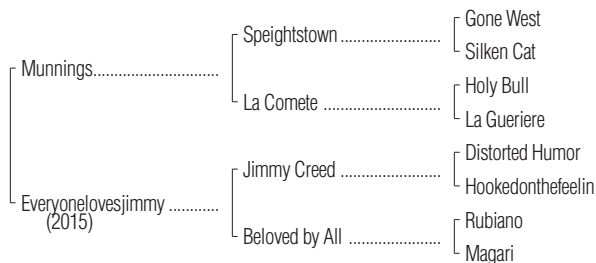 Gone West
Speightstown
Silken Cat
Munnings
Holy Bull
La Comete
La Gueriere
Distorted Humor
Jimmy Creed
Hookedonthefeelin
Everyonelovesjimmy
(2015)
Rubiano
Beloved by All
Magari